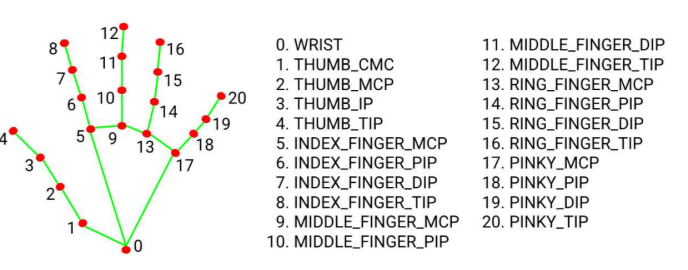 12
8
16
11
7
15
6
10
14
20
4
5
9
13
19
18
3
17
2
1
0
0. WRIST
1. THUMB_CMC
2. THUMB_MCP
3. THUMB_IP
4. THUMB_TIP
5. INDEX_FINGER_MCP
6. INDEX_FINGER_PIP
7. INDEX_FINGER_DIP
8. INDEX_FINGER_TIP
9. MIDDLE_FINGER_MCP
10. MIDDLE_FINGER_PIP
11. MIDDLE_FINGER_DIP
12. MIDDLE_FINGER_TIP
13. RING_FINGER_MCP
14. RING_FINGER_PIP
15. RING_FINGER_DIP
16. RING_FINGER_TIP
17. PINKY_MCP
18. PINKY_PIP
19. PINKY_DIP
20. PINKY_TIP